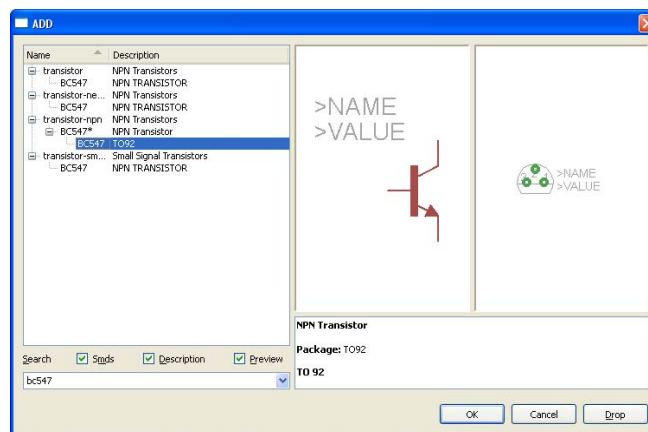 ADD
Name Description
transistor NPN Transistors
BC547 NPN TRANSISTOR
transistor-ne... NPN Transistors
BC547 NPN TRANSISTOR
transistor-npn NPN Transistors
BC547* NPN Transistor
BC547 TO92
transistor-sm... Small Signal Transistors
BC547 NPN TRANSISTOR
Search Smds Description Preview
bc547
>NAME
>VALUE
>NAME
>VALUE
NPN Transistor
Package: TO92
TO 92
OK Cancel Drop